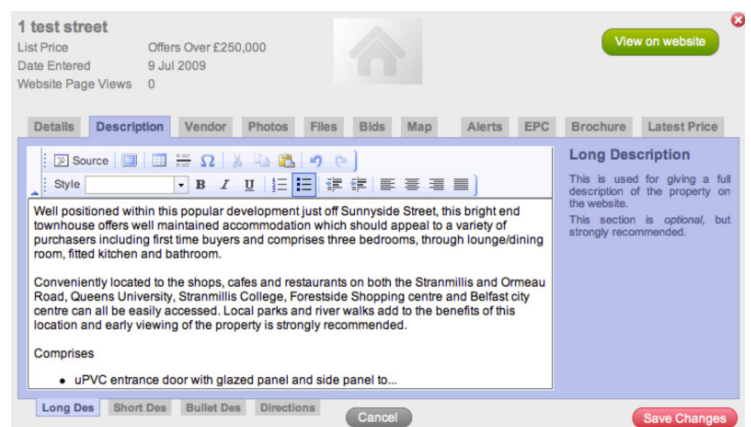 1 test street
List Price Offers Over £250,000
Date Entered 9 Jul 2009
Website Page Views 0
View on website
Details Description Vendor Photos Files Bids Map Alerts EPC Brochure Latest Price
Source
Style
Long Description
This is used for giving a full
description of the property on
the website.
This section is optional, but
strongly recommended.
Well positioned within this popular development just off Sunnyside Street, this bright end
townhouse offers well maintained accommodation which should appeal to a variety of
purchasers including first time buyers and comprises three bedrooms, through lounge/dining
room, fitted kitchen and bathroom.
Conveniently located to the shops, cafes and restaurants on both the Stranmillis and Ormeau
Road, Queens University, Stranmillis College, Forestside Shopping centre and Belfast city
centre can all be easily accessed. Local parks and river walks add to the benefits of this
location and early viewing of the property is strongly recommended.
Comprises
• uPVC entrance door with glazed panel and side panel to...
Long Des Short Des Bullet Des Directions
Cancel
Save Changes